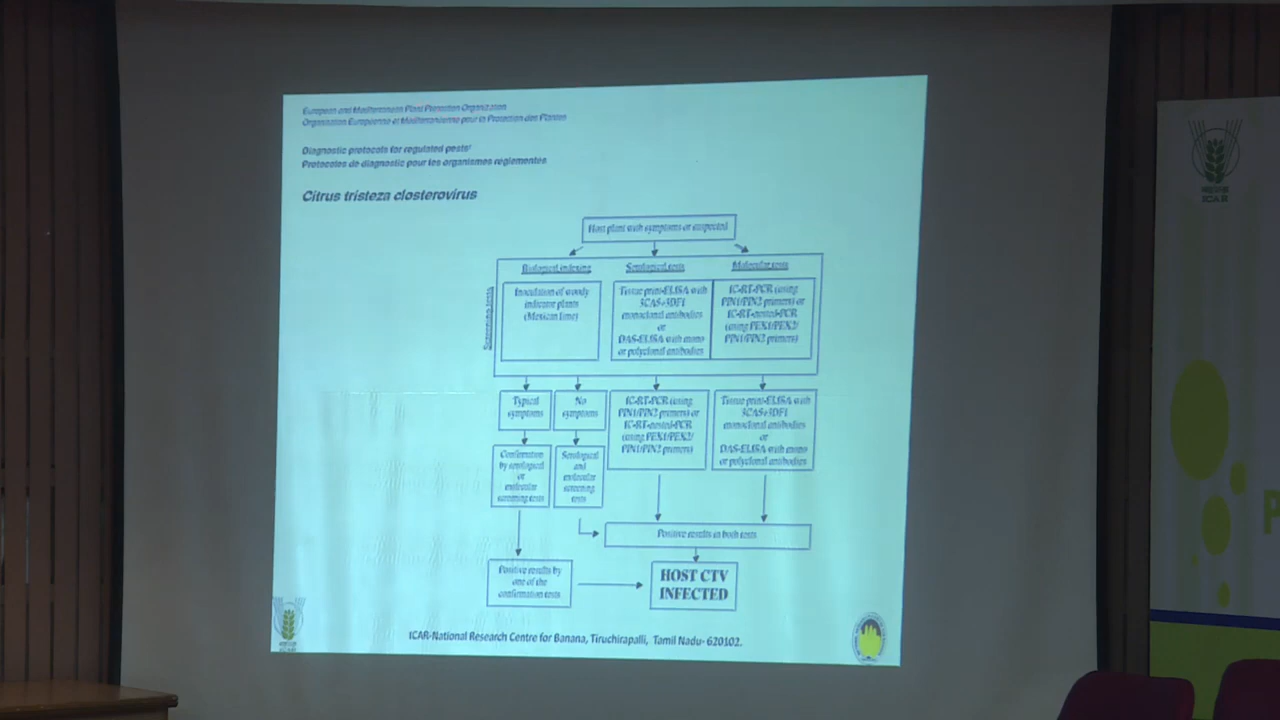 European and Mediterranean Plant Protection Organization
Organisation Européenne et Méditerranéenne pour la Protection des Plantes
Diagnostic protocols for regulated pests
Protocoles de diagnostic pour les organismes réglementés
Citrus tristeza closterovirus
Host plant with symptoms or suspected
Screening tests
Biological indexing
Inoculation of woody
indicator plants
(Mexican lime)
Serological tests
Tissue print-ELISA with
3CA5+3DF1
monoclonal antibodies
or
DAS-ELISA with mono
or polyclonal antibodies
Molecular tests
IC-RT-PCR (using
PIN1/PIN2 primers) or
IC-RT-nested-PCR
(using PEX1/PEX2/
PIN1/PIN2 primers)
Typical
symptoms
No
symptoms
IC-RT-PCR (using
PIN1/PIN2 primers) or
IC-RT-nested-PCR
(using PEX1/PEX2/
PIN1/PIN2 primers)
Tissue print-ELISA with
3CA5+3DF1
monoclonal antibodies
or
DAS-ELISA with mono
or polyclonal antibodies
Confirmation
by serological
or
molecular
screening tests
Serological
and
molecular
screening
tests
Positive results in both tests
Positive results by
one of the
confirmation tests
HOST CTV
INFECTED
ICAR-National Research Centre for Banana, Tiruchirapalli, Tamil Nadu- 620102.
ICAR